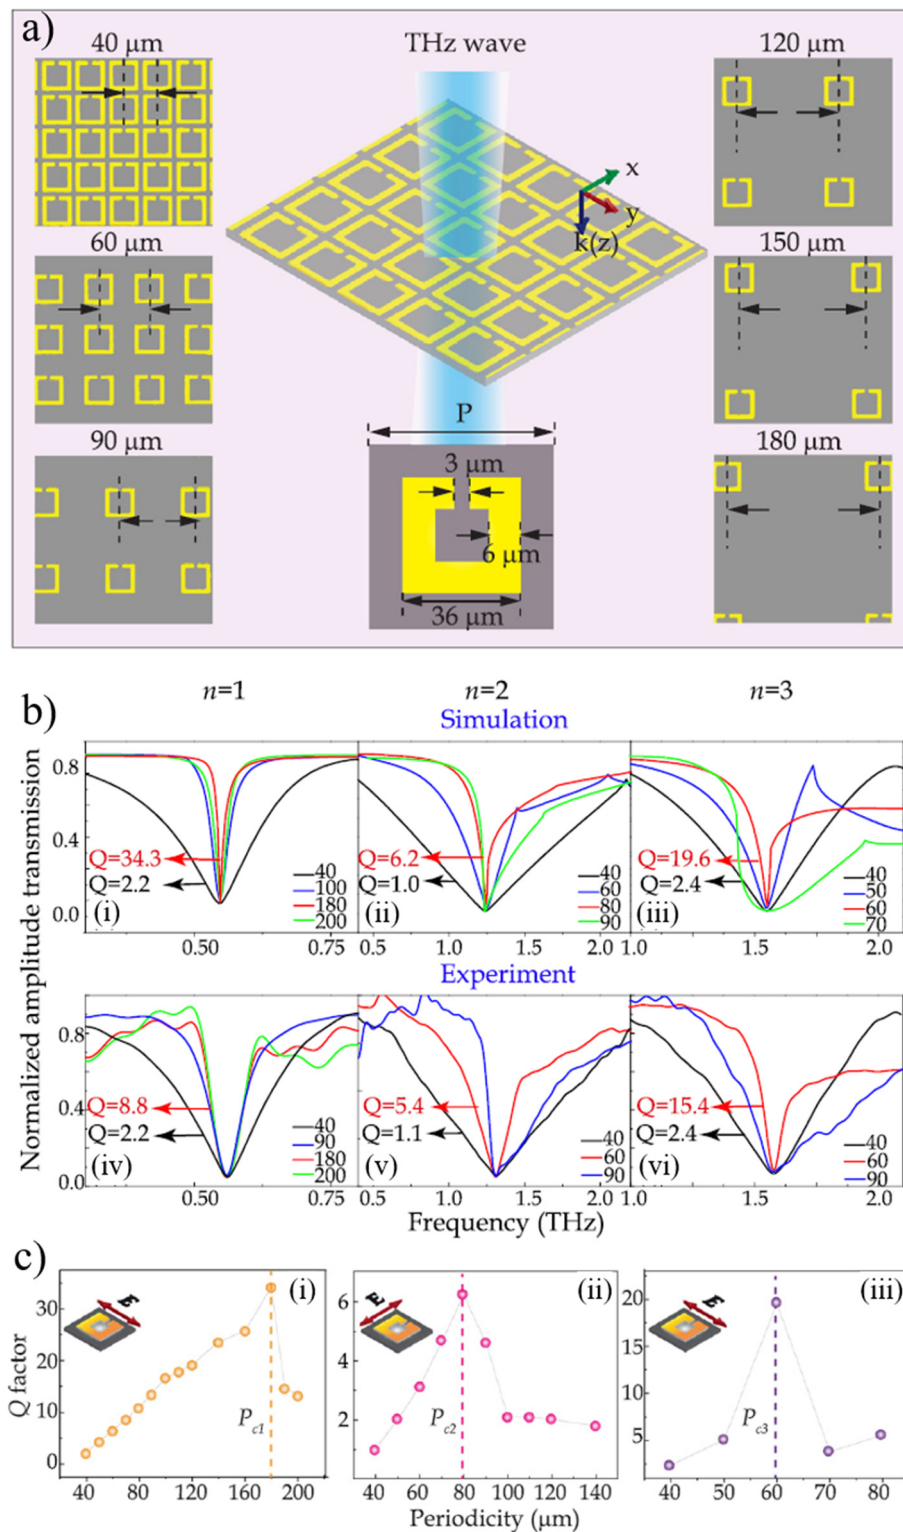 a)
40 μm
THz wave
120 μm
x
y
k(z)
60 μm
150 μm
90 μm
P
180 μm
3 μm
6 μm
36 μm
b)
n=1
n=2
n=3
Simulation
Normalized amplitude transmission
0.8
0.4
0.0
Q=34.3
Q=2.2
(i)
40
100
180
200
Q=6.2
Q=1.0
(ii)
40
60
80
90
Q=19.6
Q=2.4
(iii)
40
50
60
70
0.50
0.75
0.5
1.0
1.5
2.0
1.0
1.5
2.0
Experiment
0.8
0.4
0.0
Q=8.8
Q=2.2
(iv)
40
90
180
200
Q=5.4
Q=1.1
(v)
40
60
90
Q=15.4
Q=2.4
(vi)
40
60
90
0.50
0.75
0.5
1.0
1.5
2.0
1.0
1.5
2.0
Frequency (THz)
c)
Q factor
30
20
10
0
E
(i)
Pc1
40
80
120
160
200
6
4
2
E
(ii)
Pc2
40
60
80
100
120
140
20
15
10
5
E
(iii)
Pc3
40
50
60
70
80
Periodicity (μm)